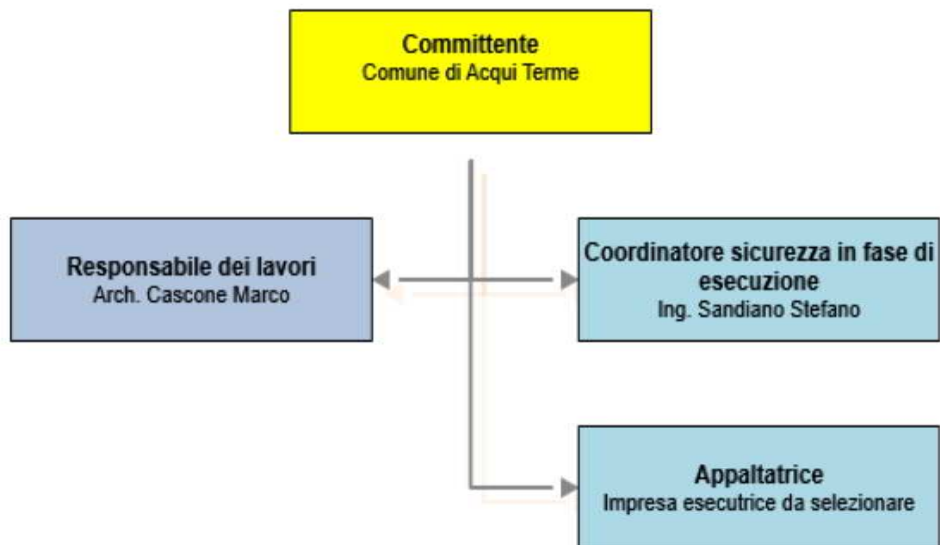 Committente
Comune di Acqui Terme
Responsabile dei lavori
Arch. Cascone Marco
Coordinatore sicurezza in fase di
esecuzione
Ing. Sandiano Stefano
Appaltatrice
Impresa esecutrice da selezionare